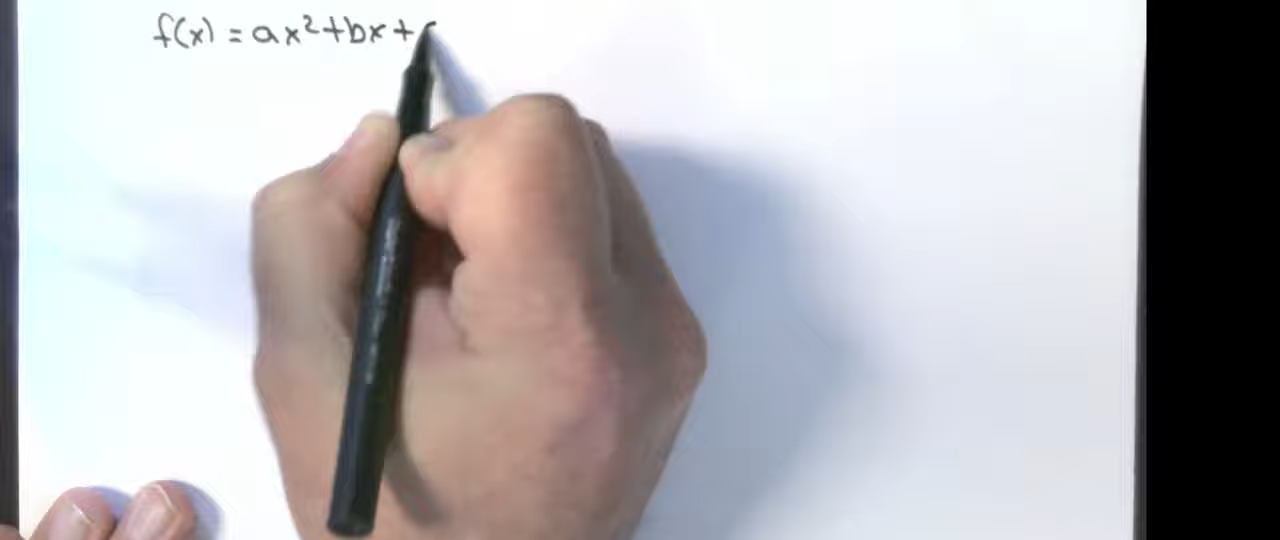 f(x) = ax²+bx+